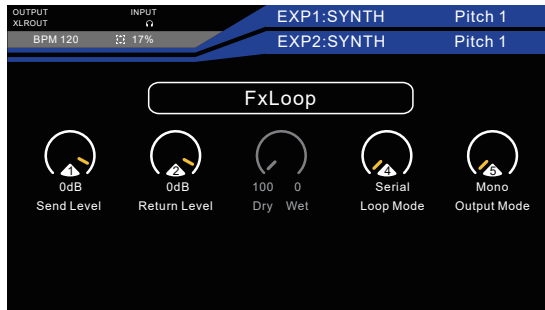 OUTPUT INPUT EXP1:SYNTH Pitch 1
XLROUT
BPM 120 17% EXP2:SYNTH Pitch 1
FxLoop
1 2 4 5
0dB 0dB 100 0 Serial Mono
Send Level Return Level Dry Wet Loop Mode Output Mode